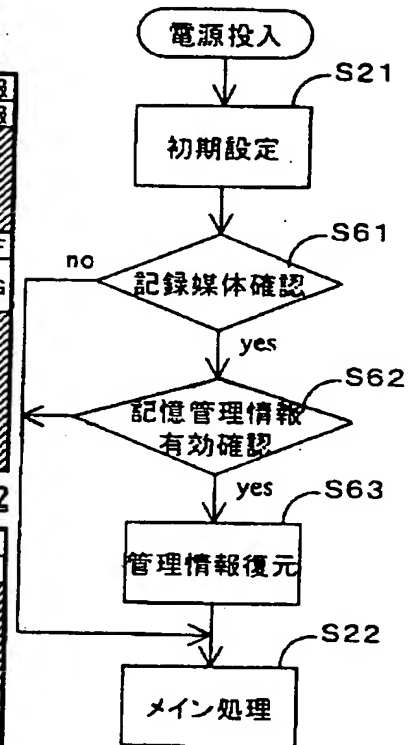 電源投入
S21
初期設定
S61
no
記録媒体確認
yes
S62
記憶管理情報
有効確認
yes
S63
管理情報復元
S22
メイン処理